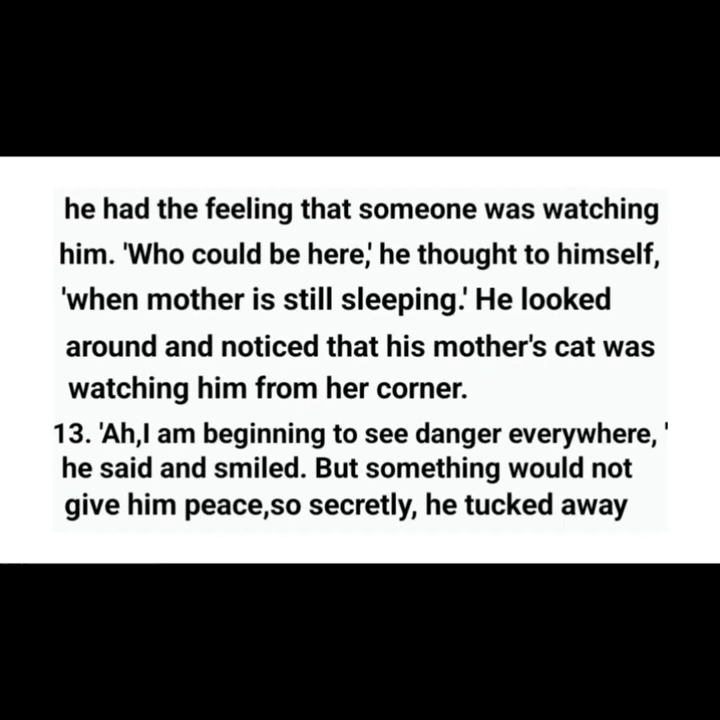 he had the feeling that someone was watching
him. 'Who could be here,' he thought to himself,
'when mother is still sleeping.' He looked
around and noticed that his mother's cat was
watching him from her corner.
13. 'Ah,I am beginning to see danger everywhere, '
he said and smiled. But something would not
give him peace,so secretly, he tucked away